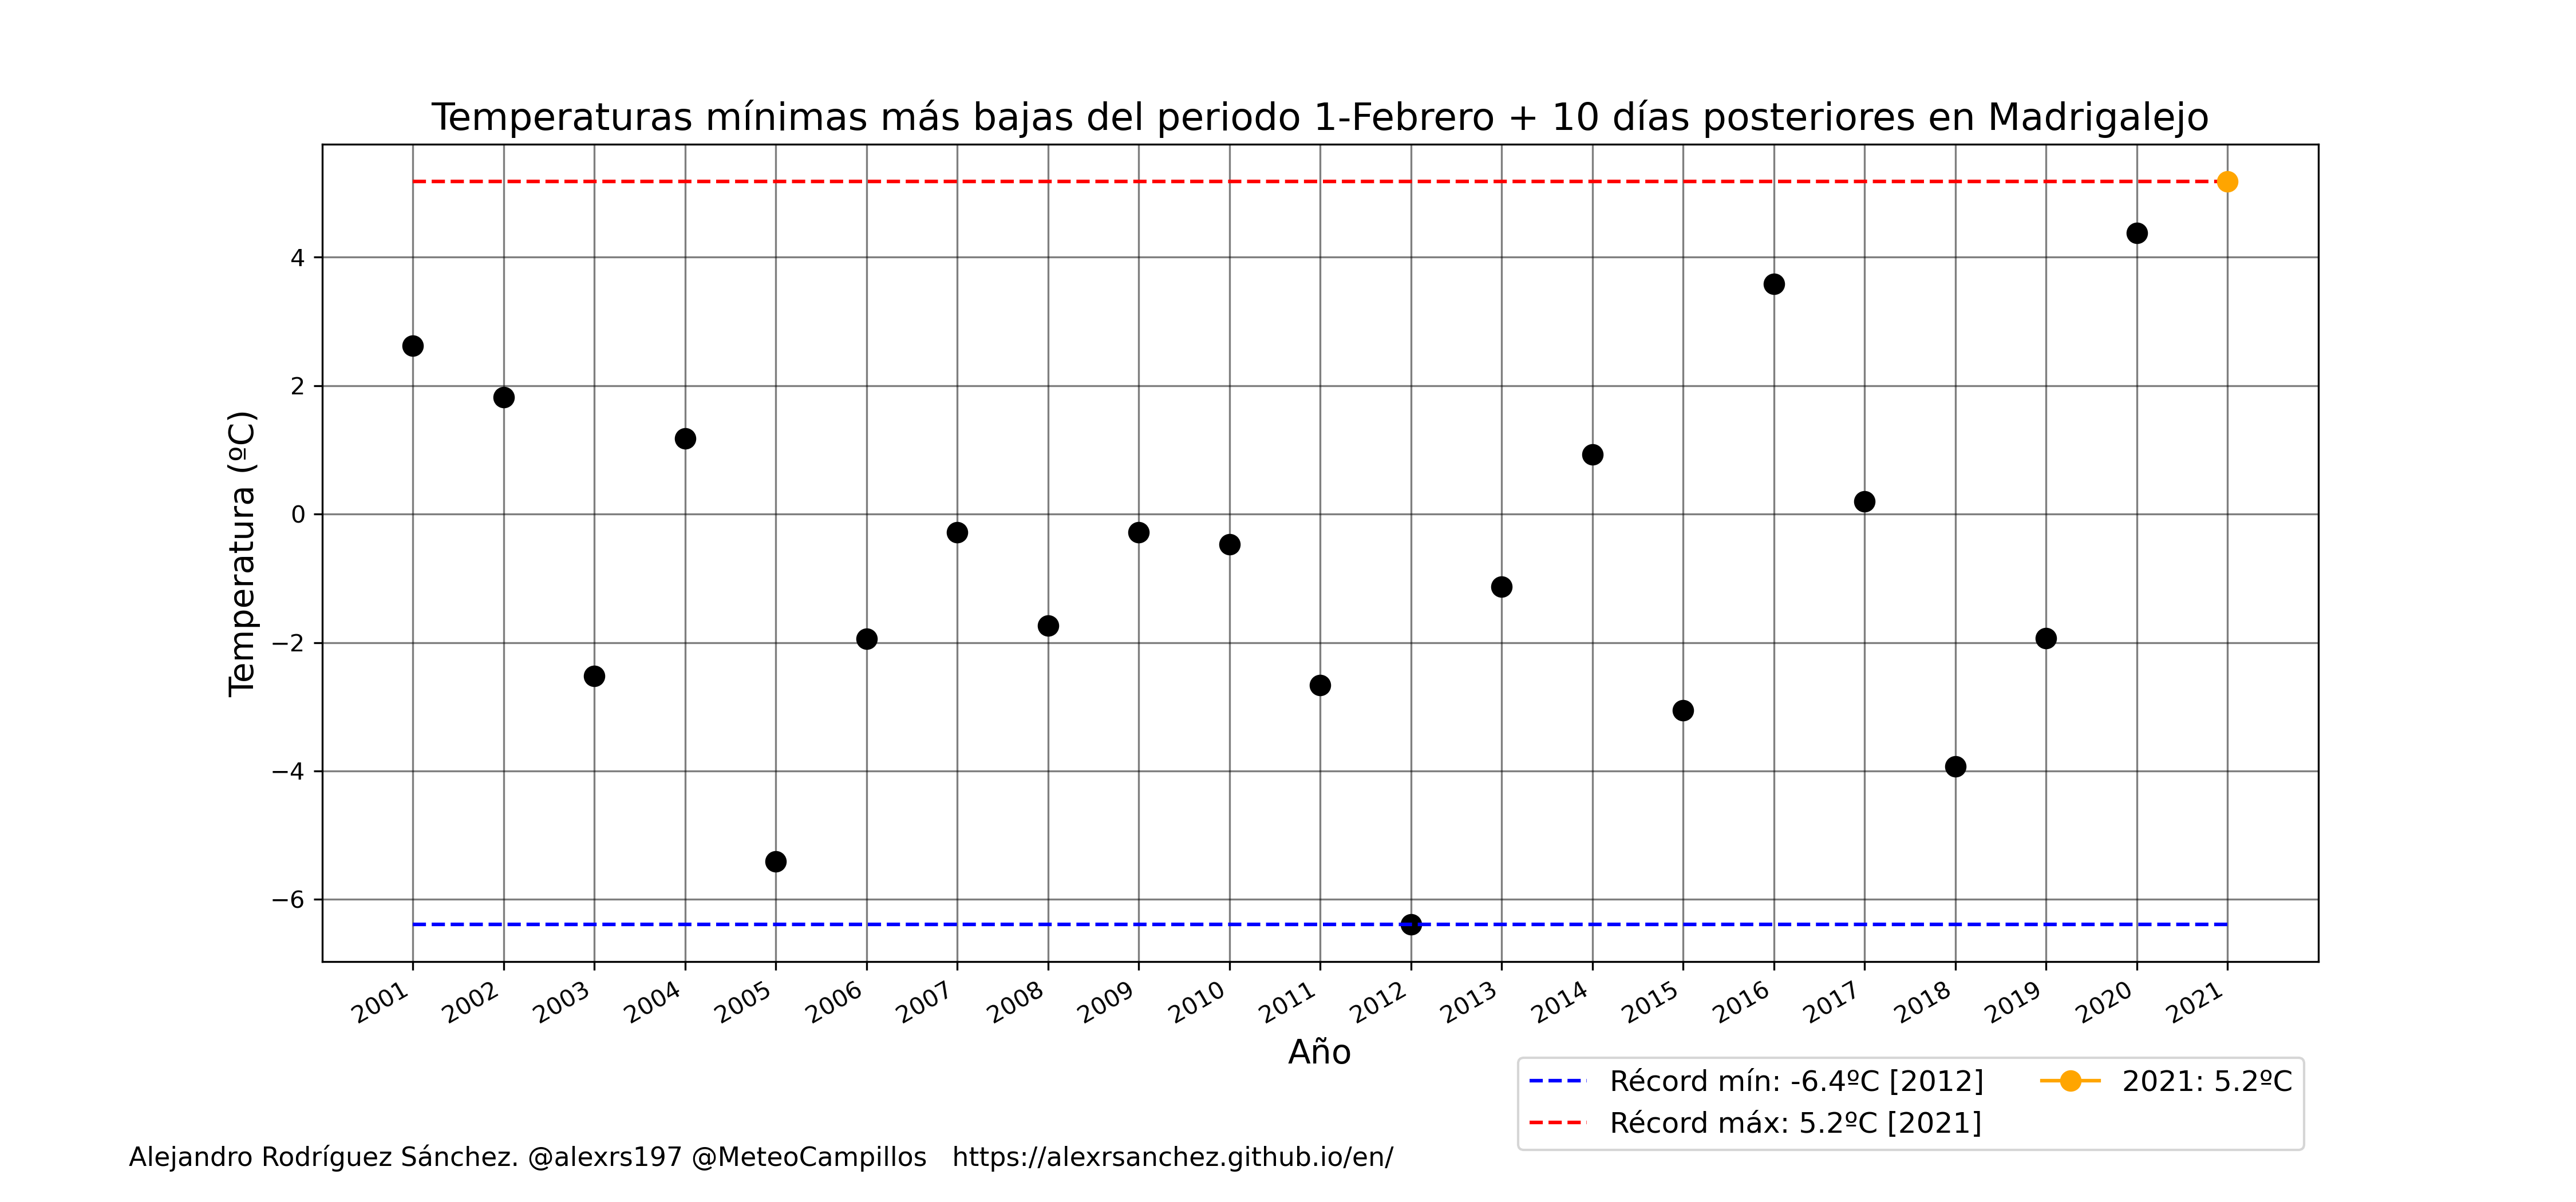 Temperaturas mínimas más bajas del periodo 1-Febrero + 10 días posteriores en Madrigalejo
Temperatura (ºC)
4
2
0
−2
−4
−6
2001 2002 2003 2004 2005 2006 2007 2008 2009 2010 2011 2012 2013 2014 2015 2016 2017 2018 2019 2020 2021
Año
Récord mín: -6.4ºC [2012]
Récord máx: 5.2ºC [2021]
2021: 5.2ºC
Alejandro Rodríguez Sánchez. @alexrs197 @MeteoCampillos https://alexrsanchez.github.io/en/